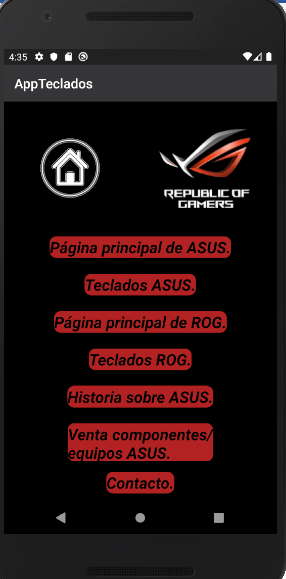 4:35
AppTeclados
REPUBLIC OF
GAMERS
Página principal de ASUS.
Teclados ASUS.
Página principal de ROG.
Teclados ROG.
Historia sobre ASUS.
Venta componentes/
equipos ASUS.
Contacto.